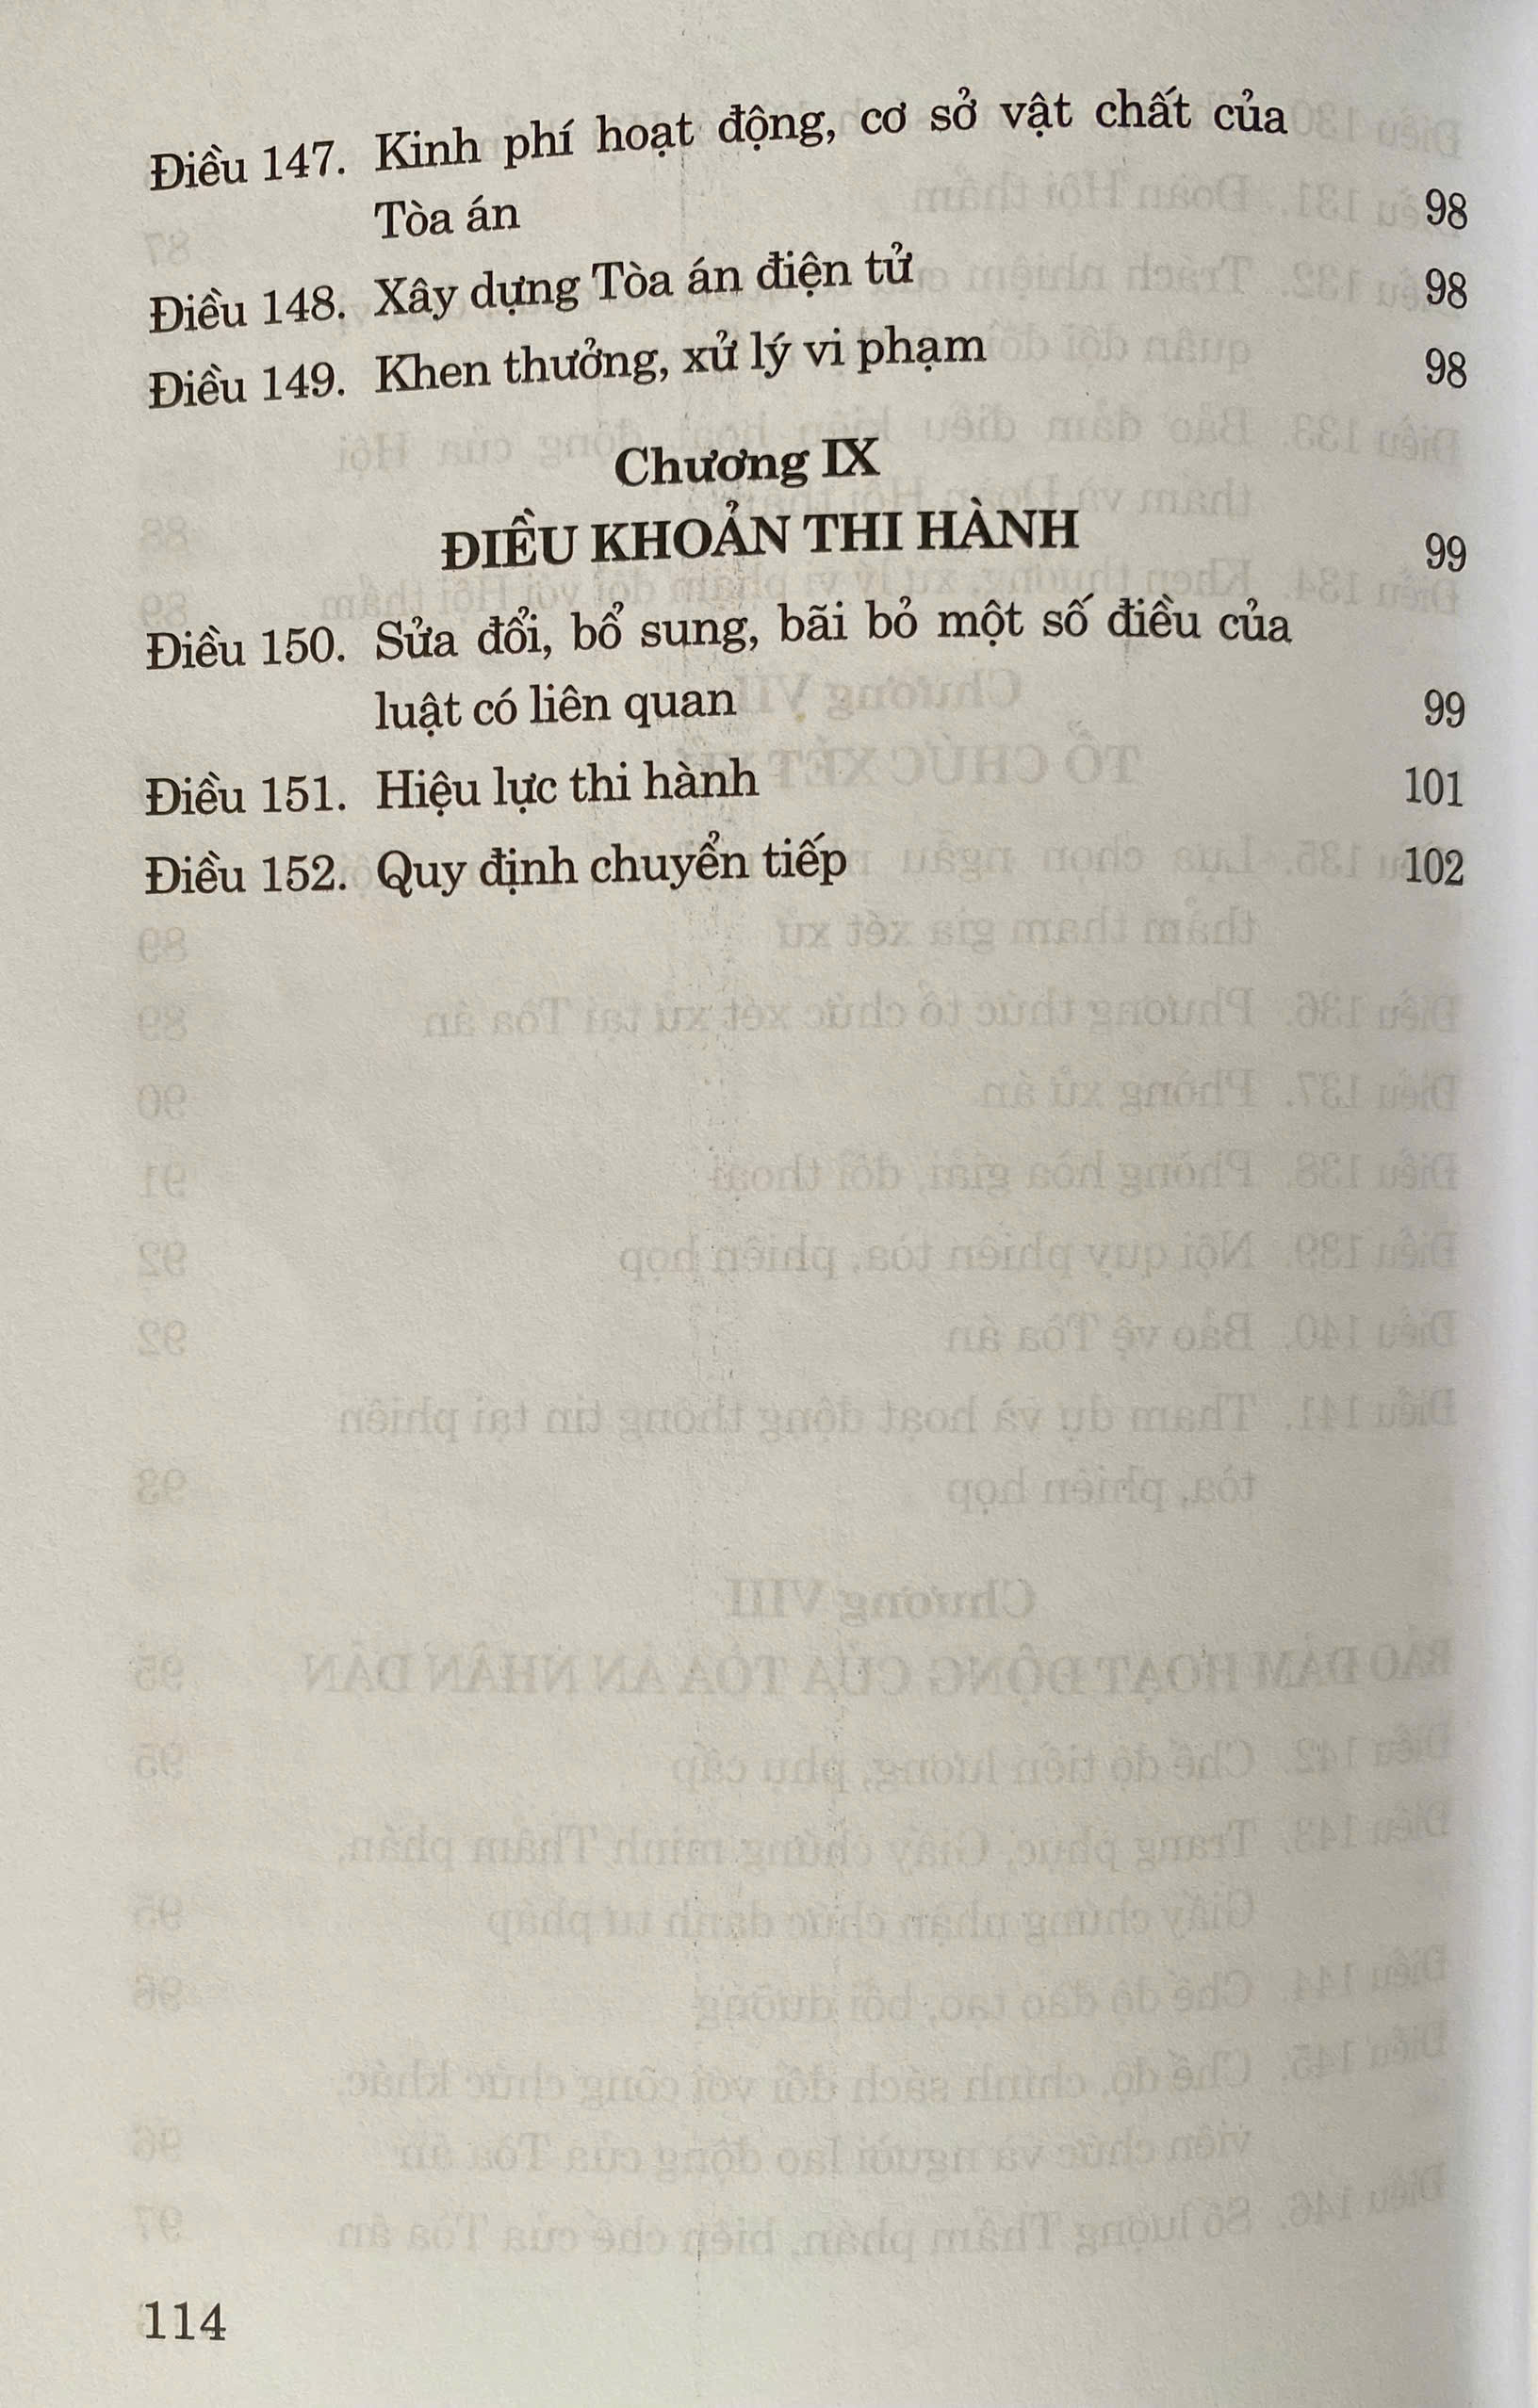 Điều 147. Kinh phí hoạt động, cơ sở vật chất của
Tòa án 98
Điều 148. Xây dựng Tòa án điện tử 98
Điều 149. Khen thưởng, xử lý vi phạm 98
Chương IX
ĐIỀU KHOẢN THI HÀNH 99
Điều 150. Sửa đổi, bổ sung, bãi bỏ một số điều của
luật có liên quan 99
Điều 151. Hiệu lực thi hành 101
Điều 152. Quy định chuyển tiếp 102
114